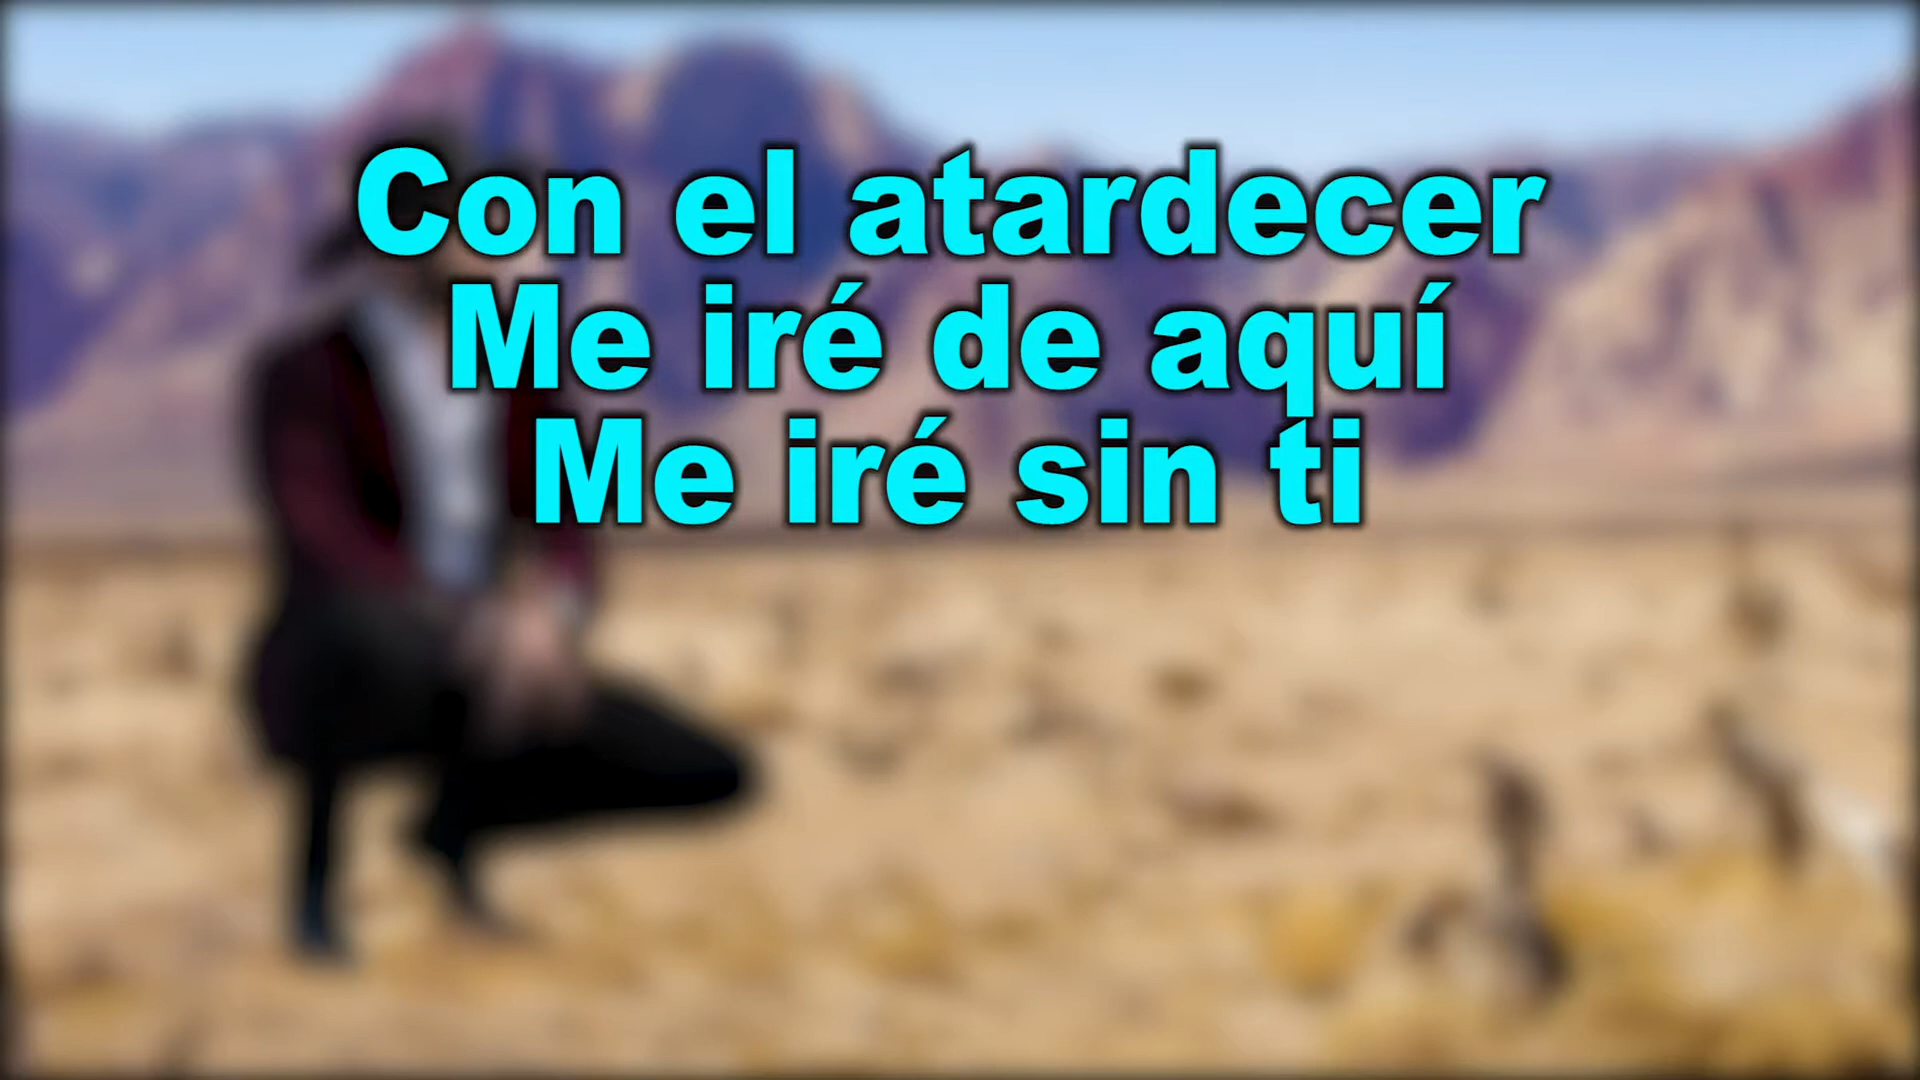 Con el atardecer
Me iré de aquí
Me iré sin ti